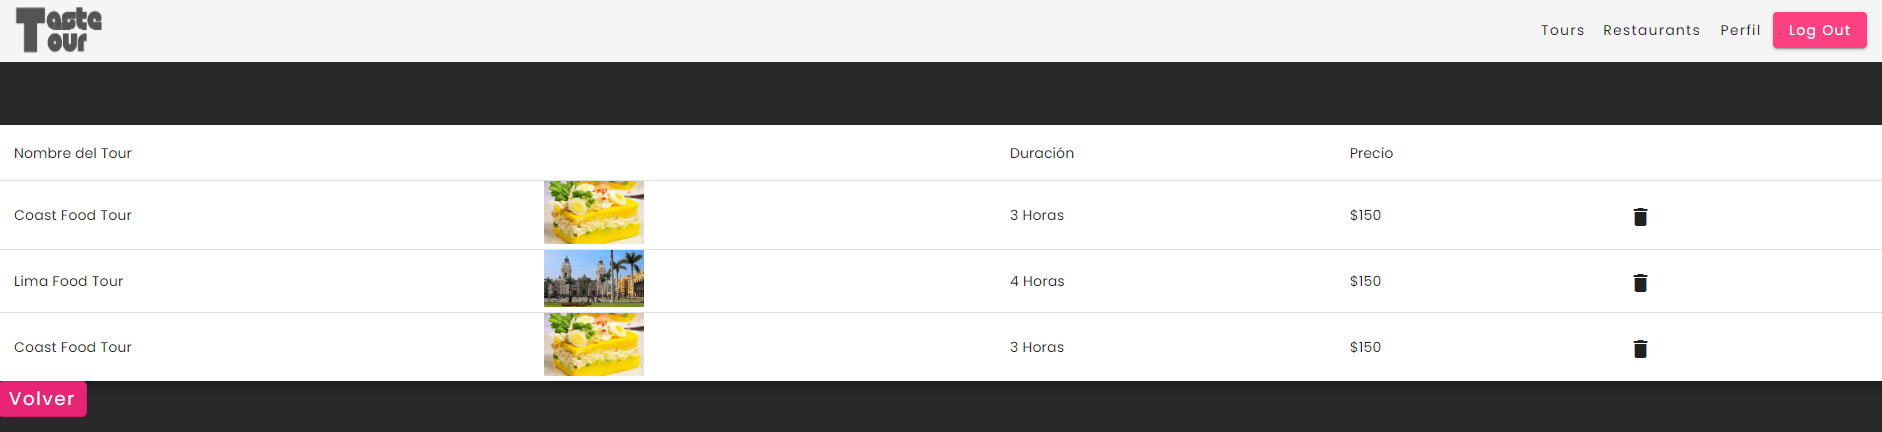 Taste
Tour
Tours Restaurants Perfil Log Out
Nombre del Tour Duración Precio
Coast Food Tour 3 Horas $150
Lima Food Tour 4 Horas $150
Coast Food Tour 3 Horas $150
Volver